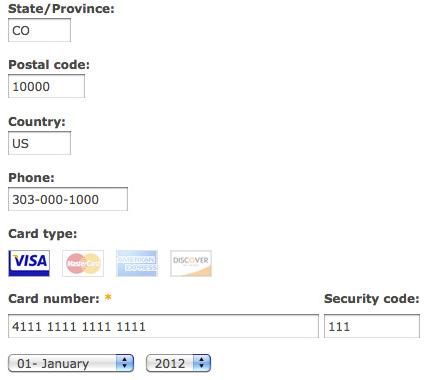 State/Province:
CO
Postal code:
10000
Country:
US
Phone:
303-000-1000
Card type:
VISA MasterCard AMERICAN EXPRESS DISCOVER
Card number: * Security code:
4111 1111 1111 1111 111
01- January 2012